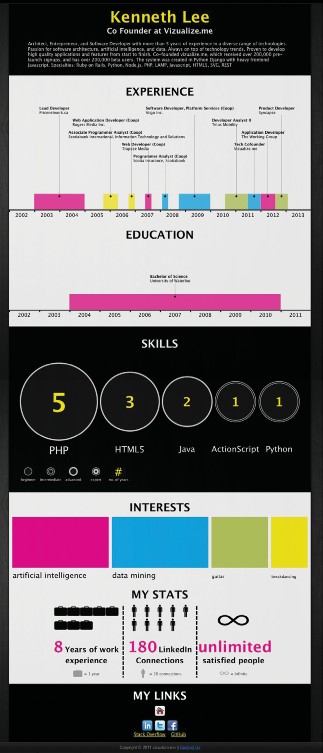 Kenneth Lee
Co Founder at Vizualize.me
Architect, Entrepreneur, and Software Developer with more than 5 years of experience in a diverse range of technologies.
Passion for software architecture, artificial intelligence, and data. Always on top of technology trends. Proven to develop
high quality applications and features from start to finish. Co-founded vizualize.me, which received over 200,000 pre-
launch signups, and has over 200,000 beta users. The system was created in Python Django with heavy frontend
Javascript. Specialties: Ruby on Rails, Python, Node.js, PHP, LAMP, Javascript, HTML5, SVG, REST
EXPERIENCE
Lead Developer
Software Developer, Platform Services (Coop)
Product Developer
Synapse
Web Application Developer (Coop)
Rogers Media Inc.
Developer Analyst II
Telus Mobility
Associate Programmer Analyst (Coop)
Scotiabank International, Information Technology and Solutions
Application Developer
The Working Group
Web Developer (Coop)
Trapeze Media
Tech Cofounder
Vizualize.me
Programmer Analyst (Coop)
Scotia Insurance, Scotiabank
2002 2003 2004 2005 2006 2007 2008 2009 2010 2011 2012 2013
EDUCATION
Bachelor of Science
University of Waterloo
2002 2003 2004 2005 2006 2007 2008 2009 2010 2011
SKILLS
5 3 2 1 1
PHP HTML5 Java ActionScript Python
#
beginner intermediate advanced expert no. of years
INTERESTS
artificial intelligence data mining guitar breakdancing
MY STATS
8 Years of work experience
= 1 year
180 LinkedIn Connections
= 20 connections
unlimited
satisfied people
= infinite
MY LINKS
Stack Overflow GitHub
Copyright © 2011 vizualize.me | Contact Us